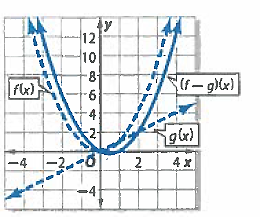 y
12
10
8
6
4
2
f(x)
(f – g)(x)
g(x)
–4 –2 O 2 4 x
–4